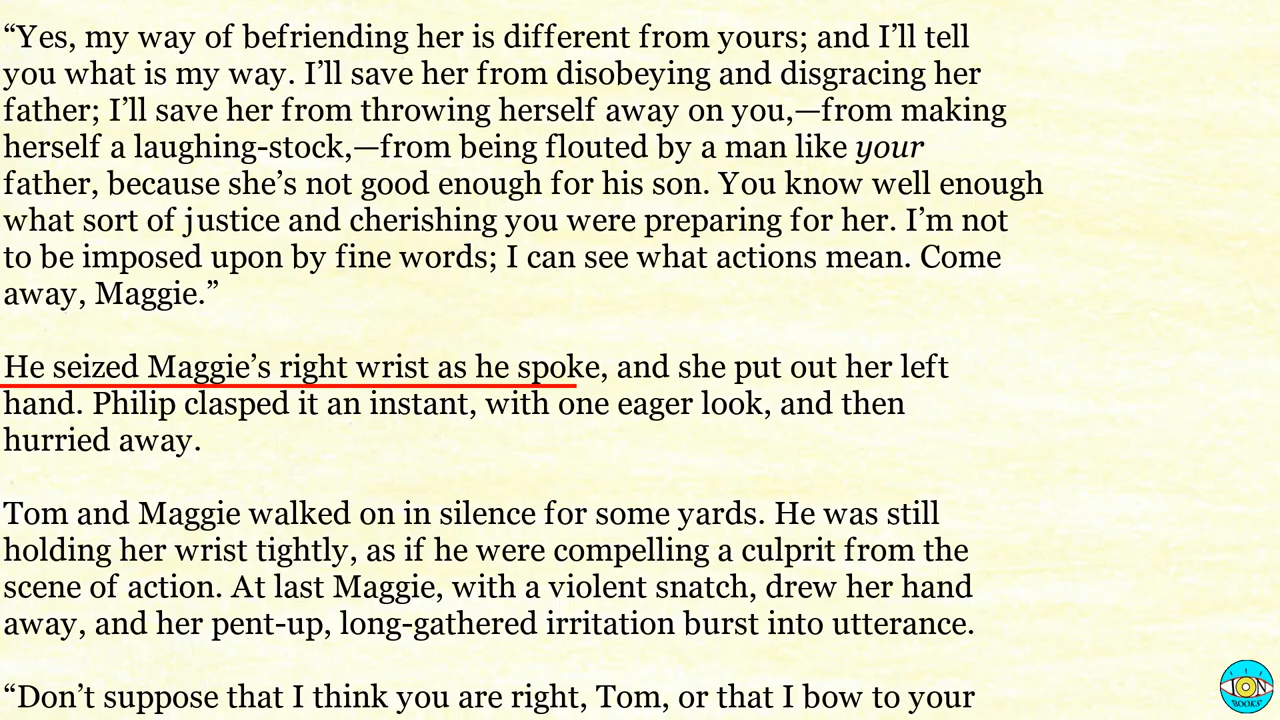 “Yes, my way of befriending her is different from yours; and I’ll tell
you what is my way. I’ll save her from disobeying and disgracing her
father; I’ll save her from throwing herself away on you,—from making
herself a laughing-stock,—from being flouted by a man like your
father, because she’s not good enough for his son. You know well enough
what sort of justice and cherishing you were preparing for her. I’m not
to be imposed upon by fine words; I can see what actions mean. Come
away, Maggie.”
He seized Maggie’s right wrist as he spoke, and she put out her left
hand. Philip clasped it an instant, with one eager look, and then
hurried away.
Tom and Maggie walked on in silence for some yards. He was still
holding her wrist tightly, as if he were compelling a culprit from the
scene of action. At last Maggie, with a violent snatch, drew her hand
away, and her pent-up, long-gathered irritation burst into utterance.
“Don’t suppose that I think you are right, Tom, or that I bow to your
ION
BOOKS